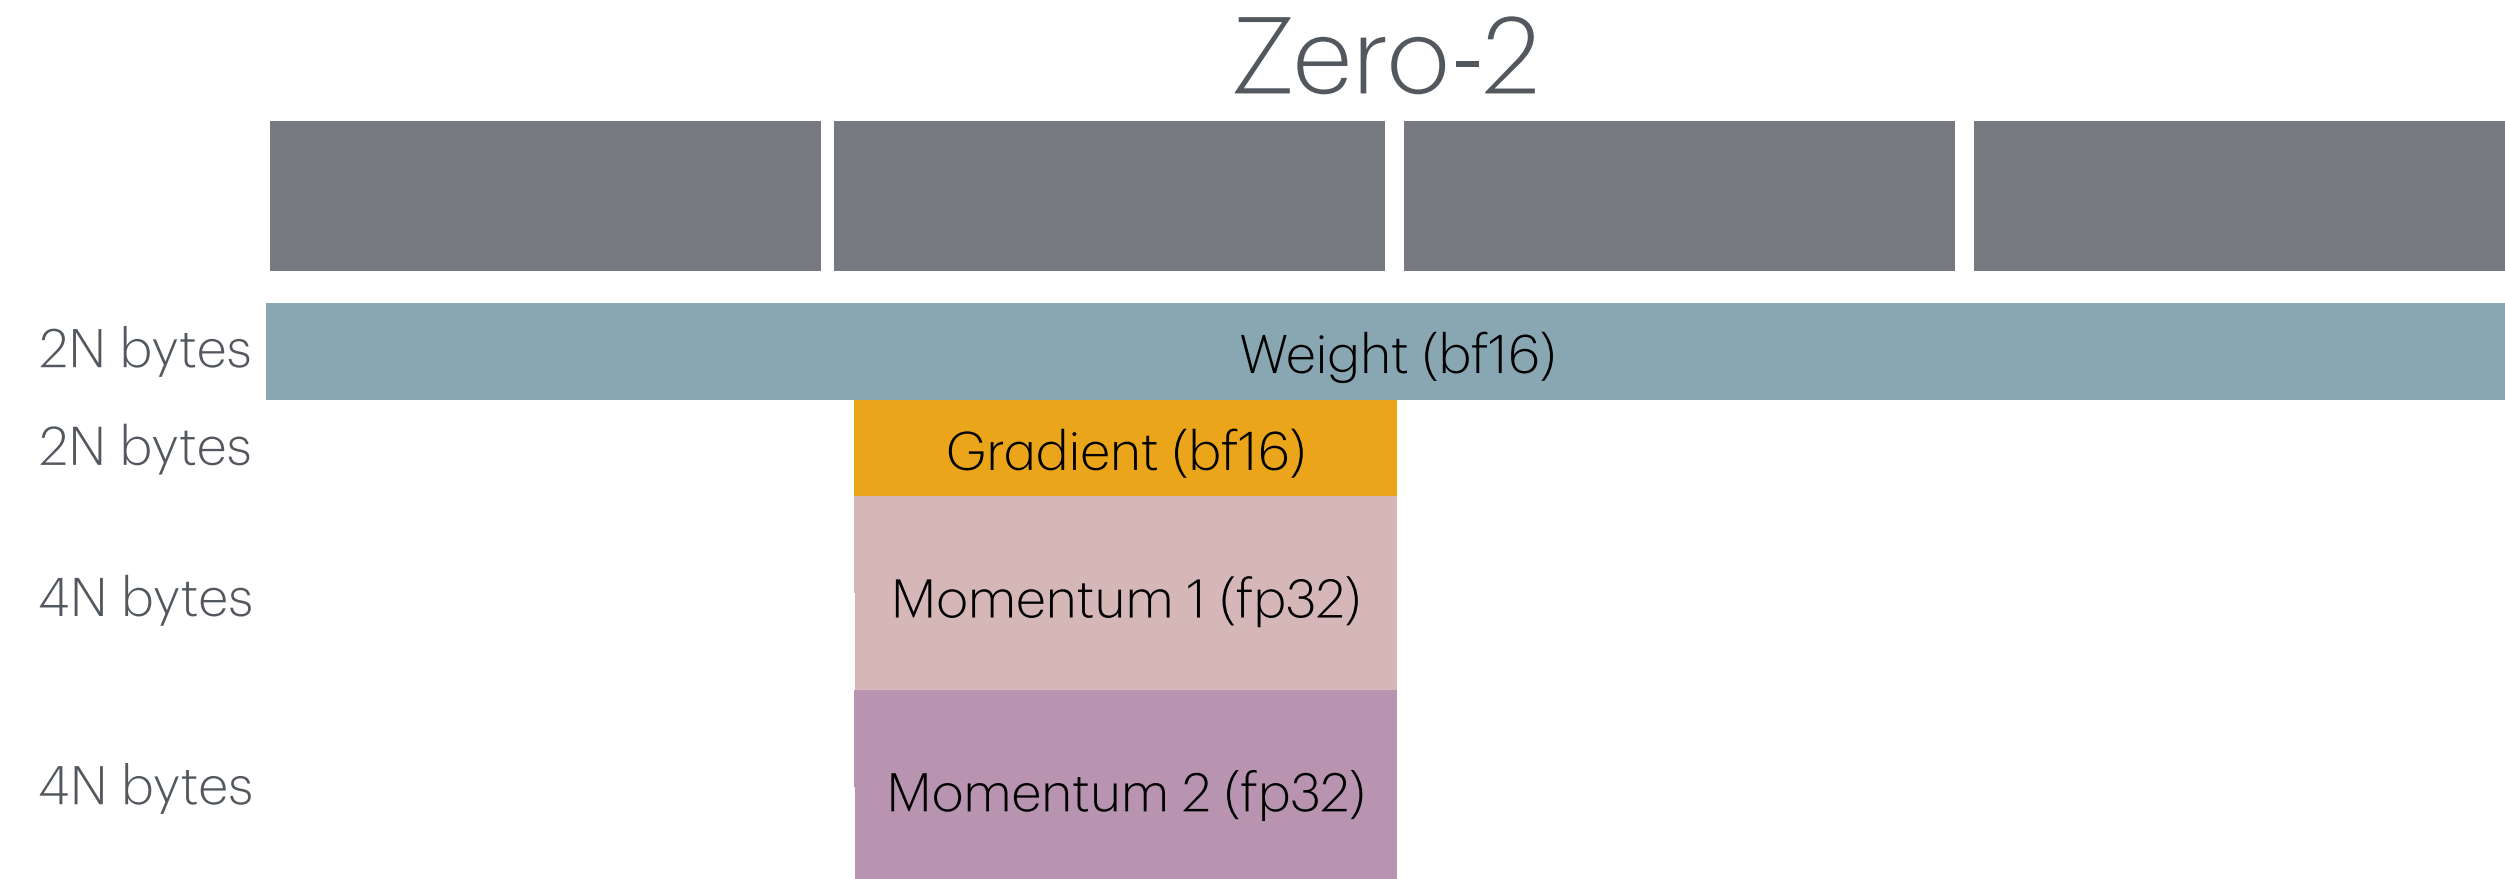 Zero-2
2N bytes
Weight (bf16)
2N bytes
Gradient (bf16)
4N bytes
Momentum 1 (fp32)
4N bytes
Momentum 2 (fp32)